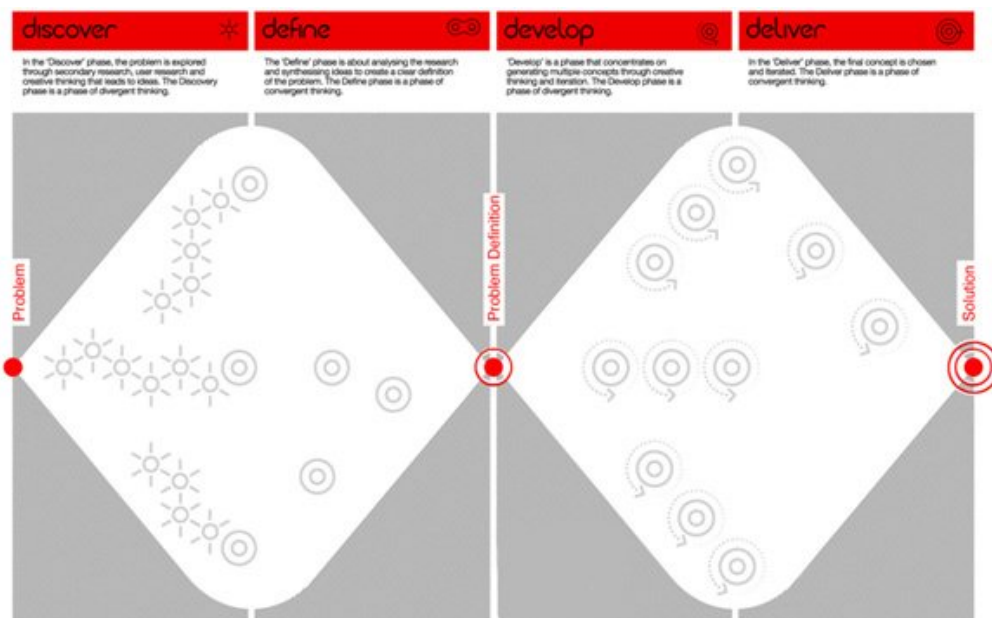 discover
define
develop
deliver
In the 'Discover' phase, the problem is explored
through secondary research, user research and
creative thinking that leads to ideas. The Discovery
phase is a phase of divergent thinking.
The 'Define' phase is about analysing the research
and synthesising ideas to create a clear definition
of the problem. The Define phase is a phase of
convergent thinking.
'Develop' is a phase that concentrates on
generating multiple concepts through creative
thinking and iteration. The Develop phase is a
phase of divergent thinking.
In the 'Deliver' phase, the final concept is chosen
and iterated. The Deliver phase is a phase of
convergent thinking.
Problem
Problem Definition
Solution